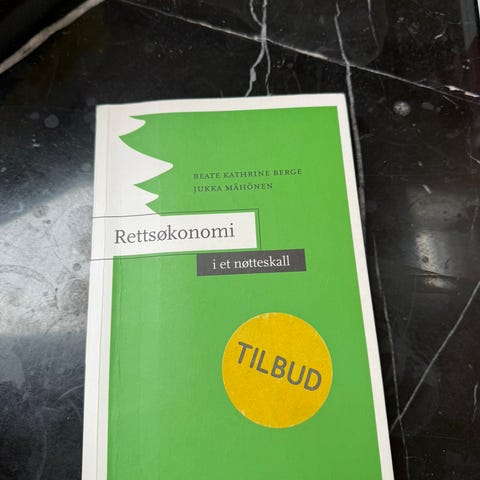 BEATE KATHRINE BERGE
JUKKA MÄHÖNEN
Rettsøkonomi
i et nøtteskall
TILBUD